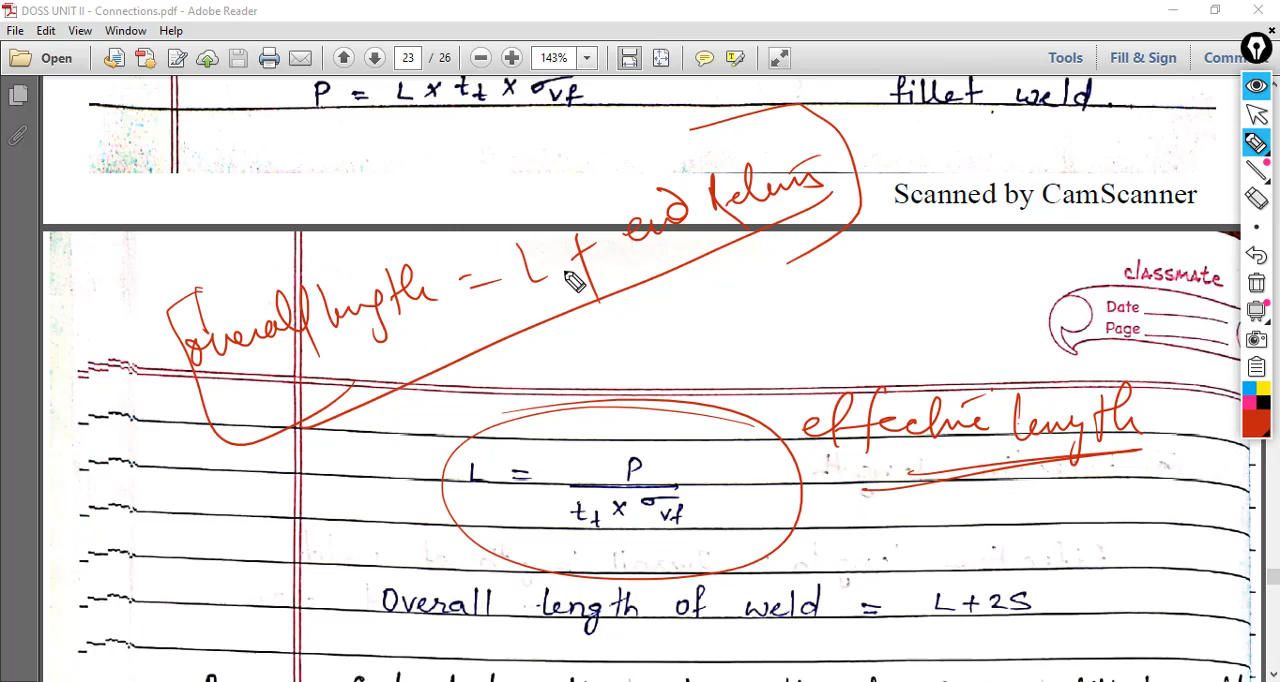 DOSS UNIT II - Connections.pdf - Adobe Reader
File Edit View Window Help
Open 23 / 26 143% Tools Fill & Sign
P = L × tt × σvf fillet weld.
Scanned by CamScanner
overall length = L + end
classmate
Date
Page
effective length
L = P
tt × σvf
Overall length of weld = L+2S